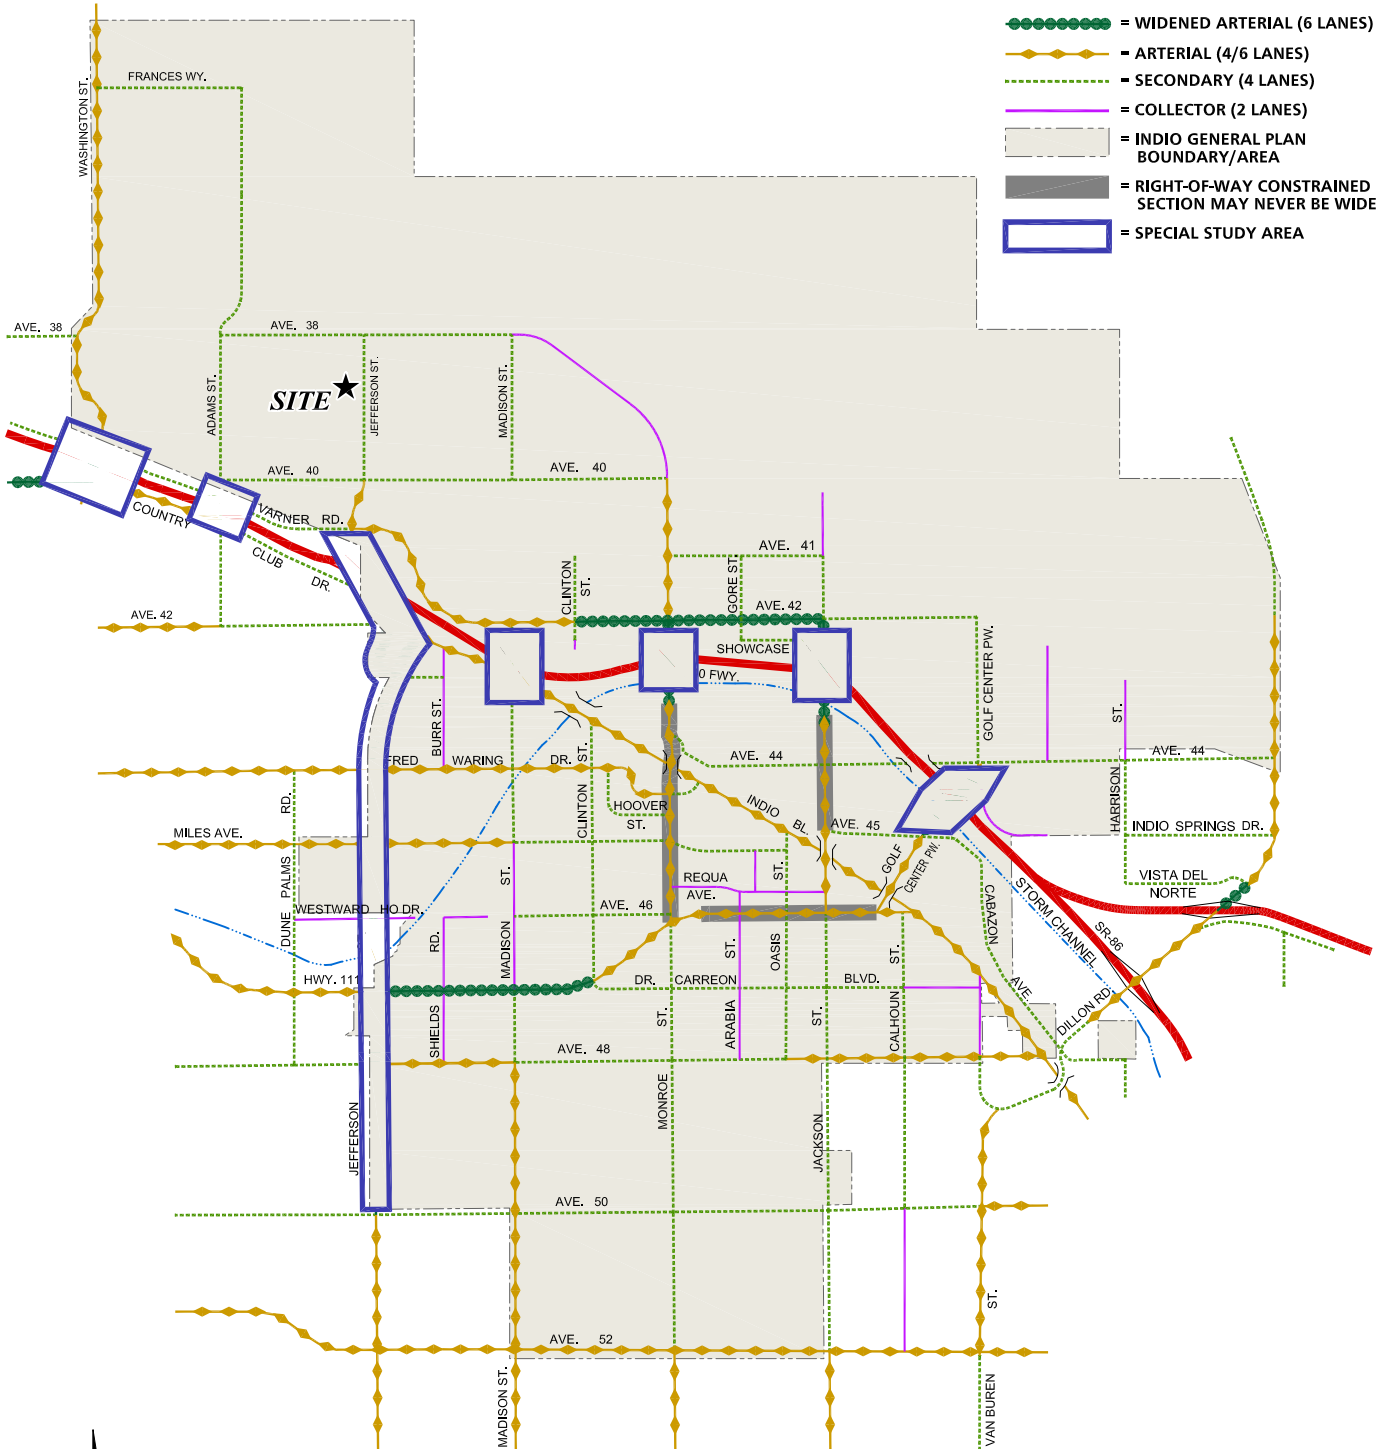 = WIDENED ARTERIAL (6 LANES)
= ARTERIAL (4/6 LANES)
= SECONDARY (4 LANES)
= COLLECTOR (2 LANES)
= INDIO GENERAL PLAN
BOUNDARY/AREA
= RIGHT-OF-WAY CONSTRAINED
SECTION MAY NEVER BE WIDE
= SPECIAL STUDY AREA
FRANCES WY.
WASHINGTON ST.
AVE. 38
AVE. 38
ADAMS ST.
SITE
JEFFERSON ST.
MADISON ST.
AVE. 40
AVE. 40
COUNTRY
VARNER RD.
CLUB
DR.
AVE. 41
CLINTON
ST.
GORE ST.
AVE. 42
AVE. 42
SHOWCASE
0 FWY.
GOLF CENTER PW.
BURR ST.
FRED WARING DR.
CLINTON
ST.
AVE. 44
AVE. 44
ST.
HARRISON
HOOVER
ST.
INDIO
BL.
AVE. 45
INDIO SPRINGS DR.
MILES AVE.
RD.
DUNE PALMS
GOLF
CENTER PW.
REQUA
AVE.
ST.
VISTA DEL
NORTE
WESTWARD HO DR.
ST.
MADISON
AVE. 46
CABAZON
AVE.
STORM CHANNEL
SR-86
RD.
SHIELDS
ST.
ARABIA
OASIS
ST.
CALHOUN
HWY. 111
DR. CARREON BLVD.
DILLON RD.
ST.
MONROE
ST.
JACKSON
AVE. 48
JEFFERSON
AVE. 50
ST.
VAN BUREN
AVE. 52
MADISON ST.